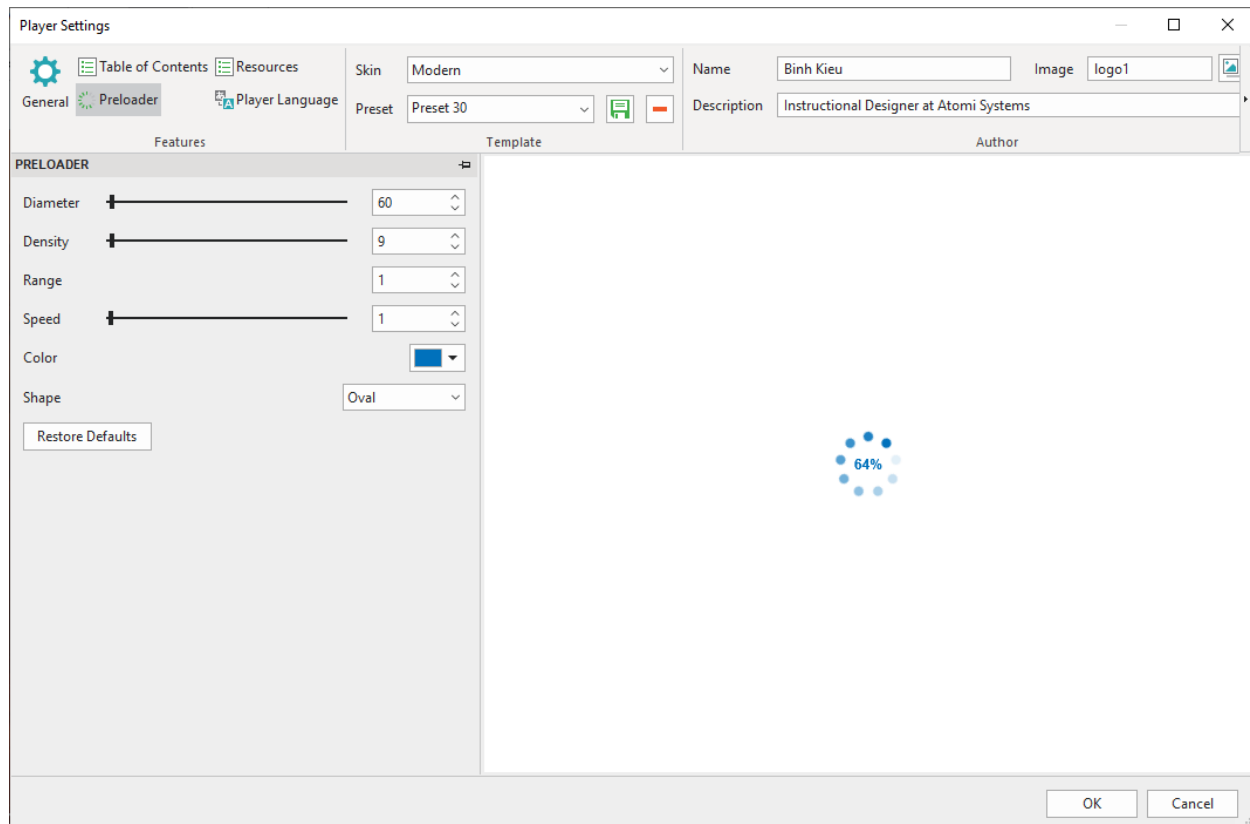 Player Settings
General
Table of Contents
Resources
Preloader
Player Language
Features
Skin
Modern
Preset
Preset 30
Template
Name
Binh Kieu
Image
logo1
Description
Instructional Designer at Atomi Systems
Author
PRELOADER
Diameter
60
Density
9
Range
1
Speed
1
Color
Shape
Oval
Restore Defaults
64%
OK
Cancel